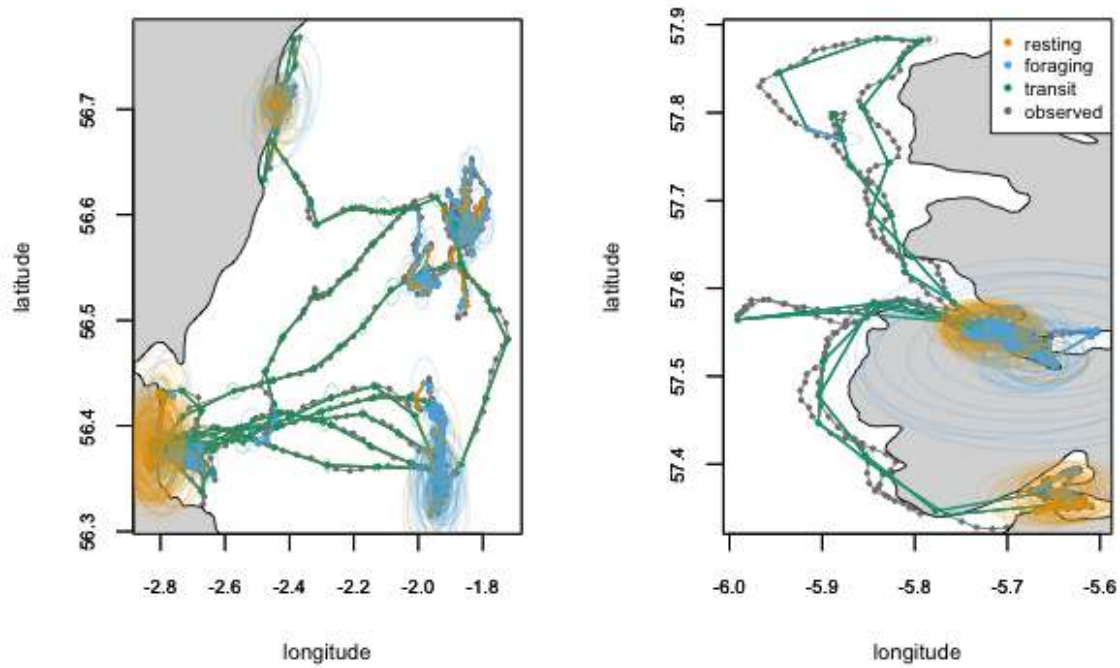 latitude
56.7
56.6
56.5
56.4
56.3
-2.8
-2.6
-2.4
-2.2
-2.0
-1.8
longitude
latitude
57.9
57.8
57.7
57.6
57.5
57.4
resting
foraging
transit
observed
-6.0
-5.9
-5.8
-5.7
-5.6
longitude